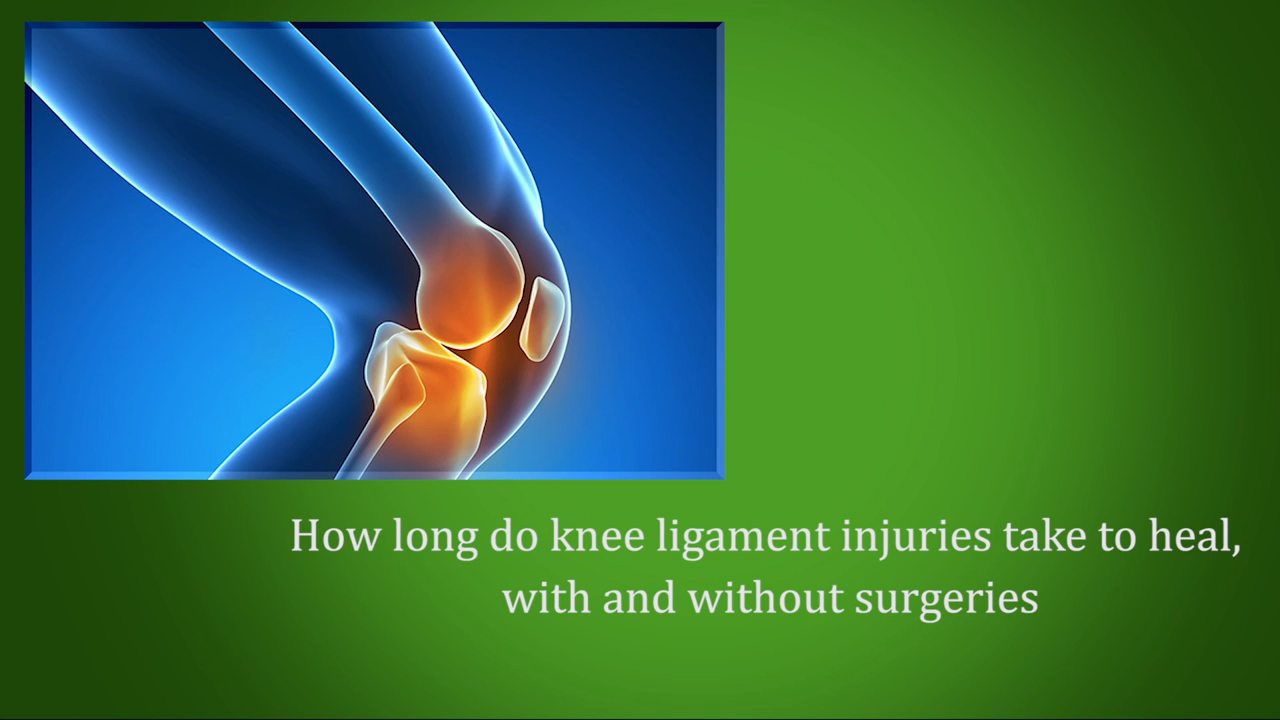 How long do knee ligament injuries take to heal,
with and without surgeries